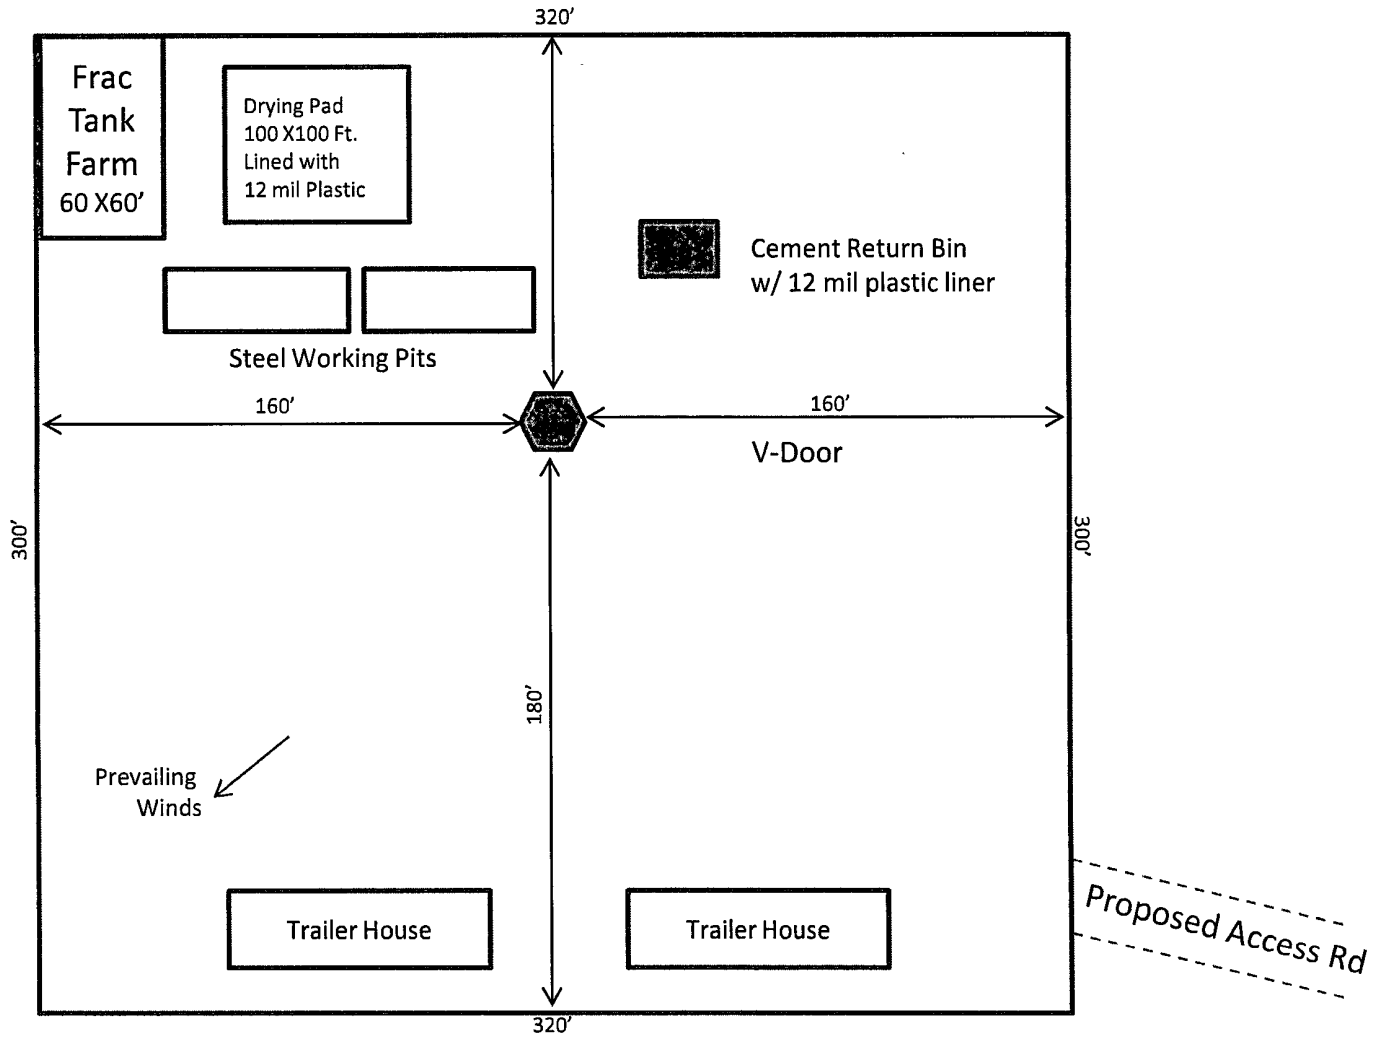 320’
Frac
Tank
Farm
60 X60’
Drying Pad
100 X100 Ft.
Lined with
12 mil Plastic
Cement Return Bin
w/ 12 mil plastic liner
Steel Working Pits
160’
160’
V-Door
300’
300’
180’
Prevailing
Winds
Trailer House
Trailer House
Proposed Access Rd
320’